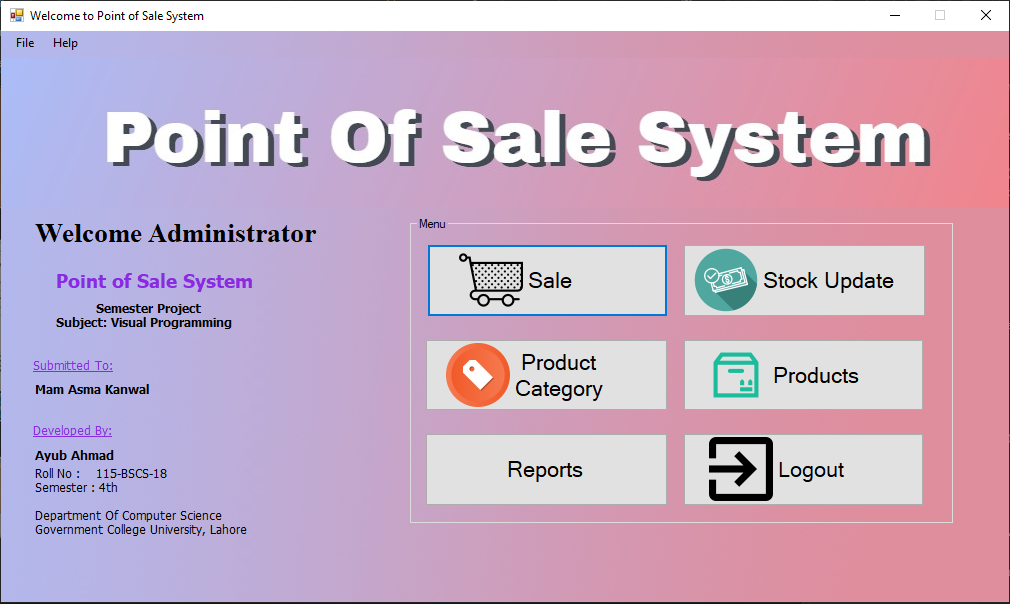 Welcome to Point of Sale System
File Help
Point Of Sale System
Welcome Administrator
Point of Sale System
Semester Project
Subject: Visual Programming
Submitted To:
Mam Asma Kanwal
Developed By:
Ayub Ahmad
Roll No : 115-BSCS-18
Semester : 4th
Department Of Computer Science
Government College University, Lahore
Menu
Sale
Stock Update
Product
Category
Products
Reports
Logout